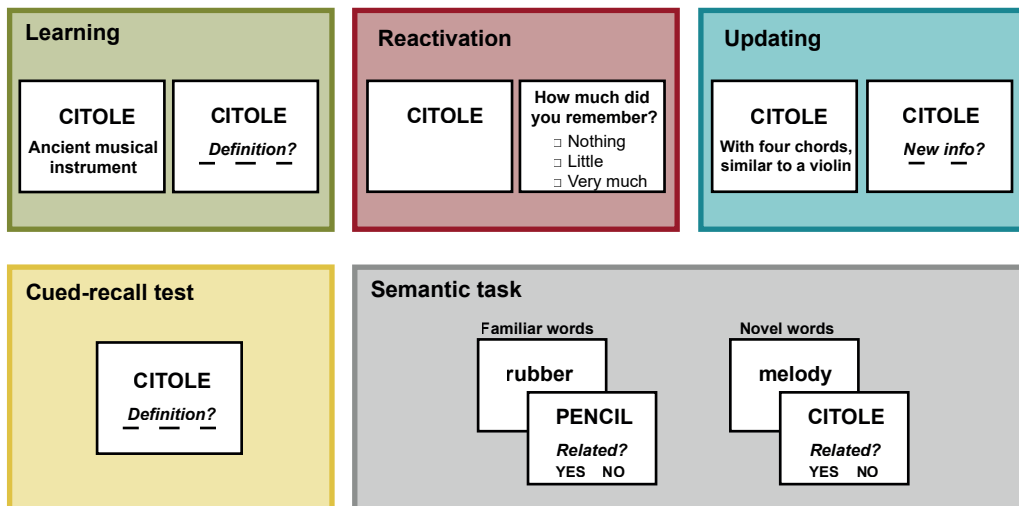 Learning
CITOLE
Ancient musical
instrument
CITOLE
Definition?
Reactivation
CITOLE
How much did
you remember?
□ Nothing
□ Little
□ Very much
Updating
CITOLE
With four chords,
similar to a violin
CITOLE
New info?
Cued-recall test
CITOLE
Definition?
Semantic task
Familiar words
rubber
PENCIL
Related?
YES NO
Novel words
melody
CITOLE
Related?
YES NO